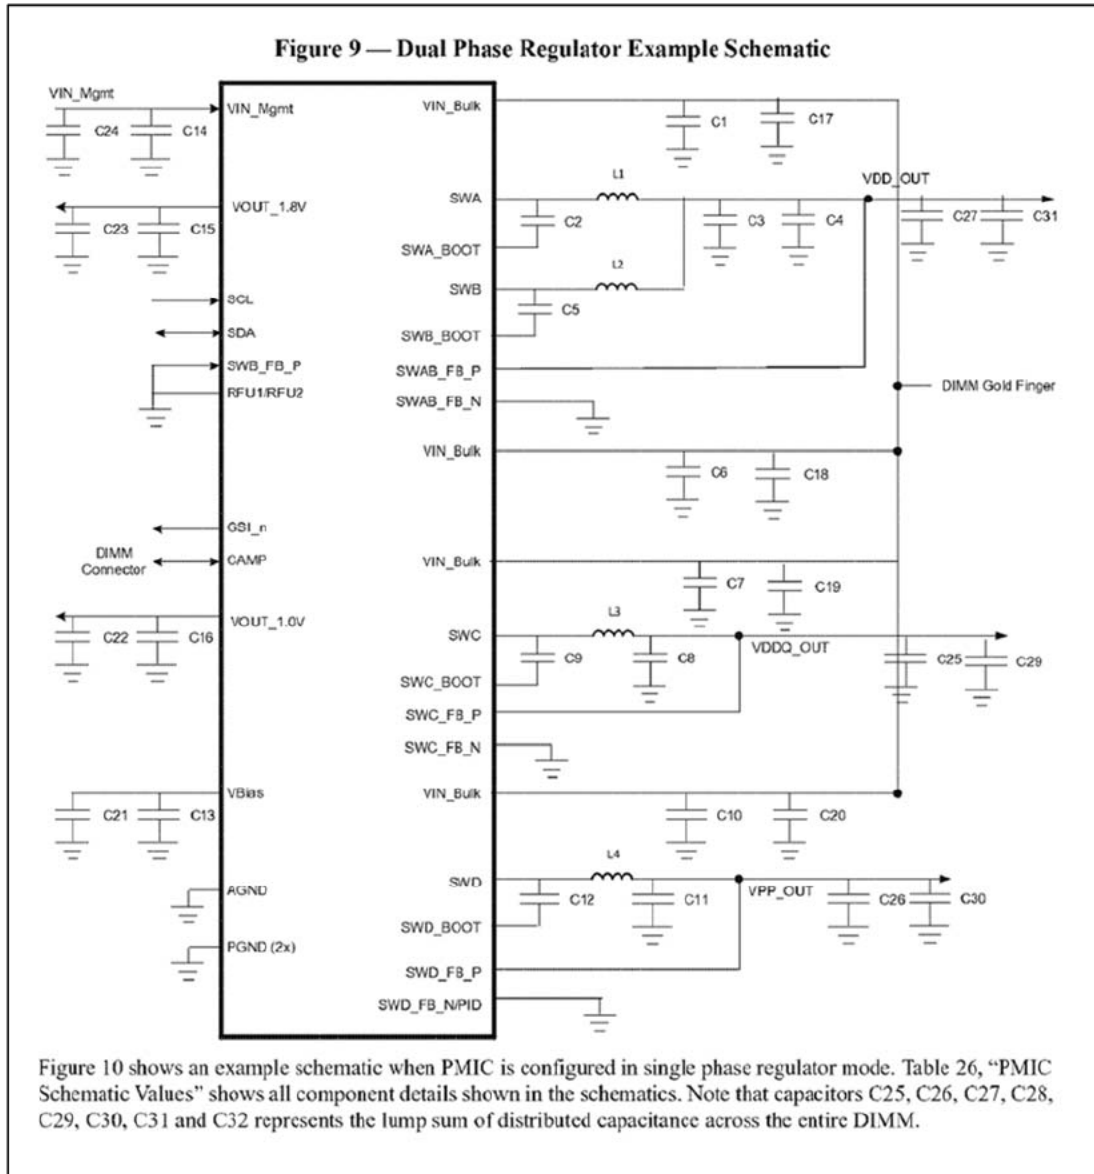 Figure 9 — Dual Phase Regulator Example Schematic
VIN_Mgmt
VIN_Mgmt
C24
C14
VOUT_1.8V
C23
C15
SCL
SDA
SWB_FB_P
RFU1/RFU2
GSI_n
DIMM
Connector
CAMP
VOUT_1.0V
C22
C16
VBias
C21
C13
AGND
PGND (2x)
VIN_Bulk
C1
C17
SWA
L1
VDD_OUT
C2
C3
C4
C27
C31
SWA_BOOT
L2
SWB
C5
SWB_BOOT
SWAB_FB_P
DIMM Gold Finger
SWAB_FB_N
VIN_Bulk
C6
C18
VIN_Bulk
C7
C19
L3
SWC
VDDQ_OUT
C9
C8
C25
C29
SWC_BOOT
SWC_FB_P
SWC_FB_N
VIN_Bulk
C10
C20
L4
SWD
VPP_OUT
C12
C11
C26
C30
SWD_BOOT
SWD_FB_P
SWD_FB_N/PID
Figure 10 shows an example schematic when PMIC is configured in single phase regulator mode. Table 26, “PMIC
Schematic Values” shows all component details shown in the schematics. Note that capacitors C25, C26, C27, C28,
C29, C30, C31 and C32 represents the lump sum of distributed capacitance across the entire DIMM.